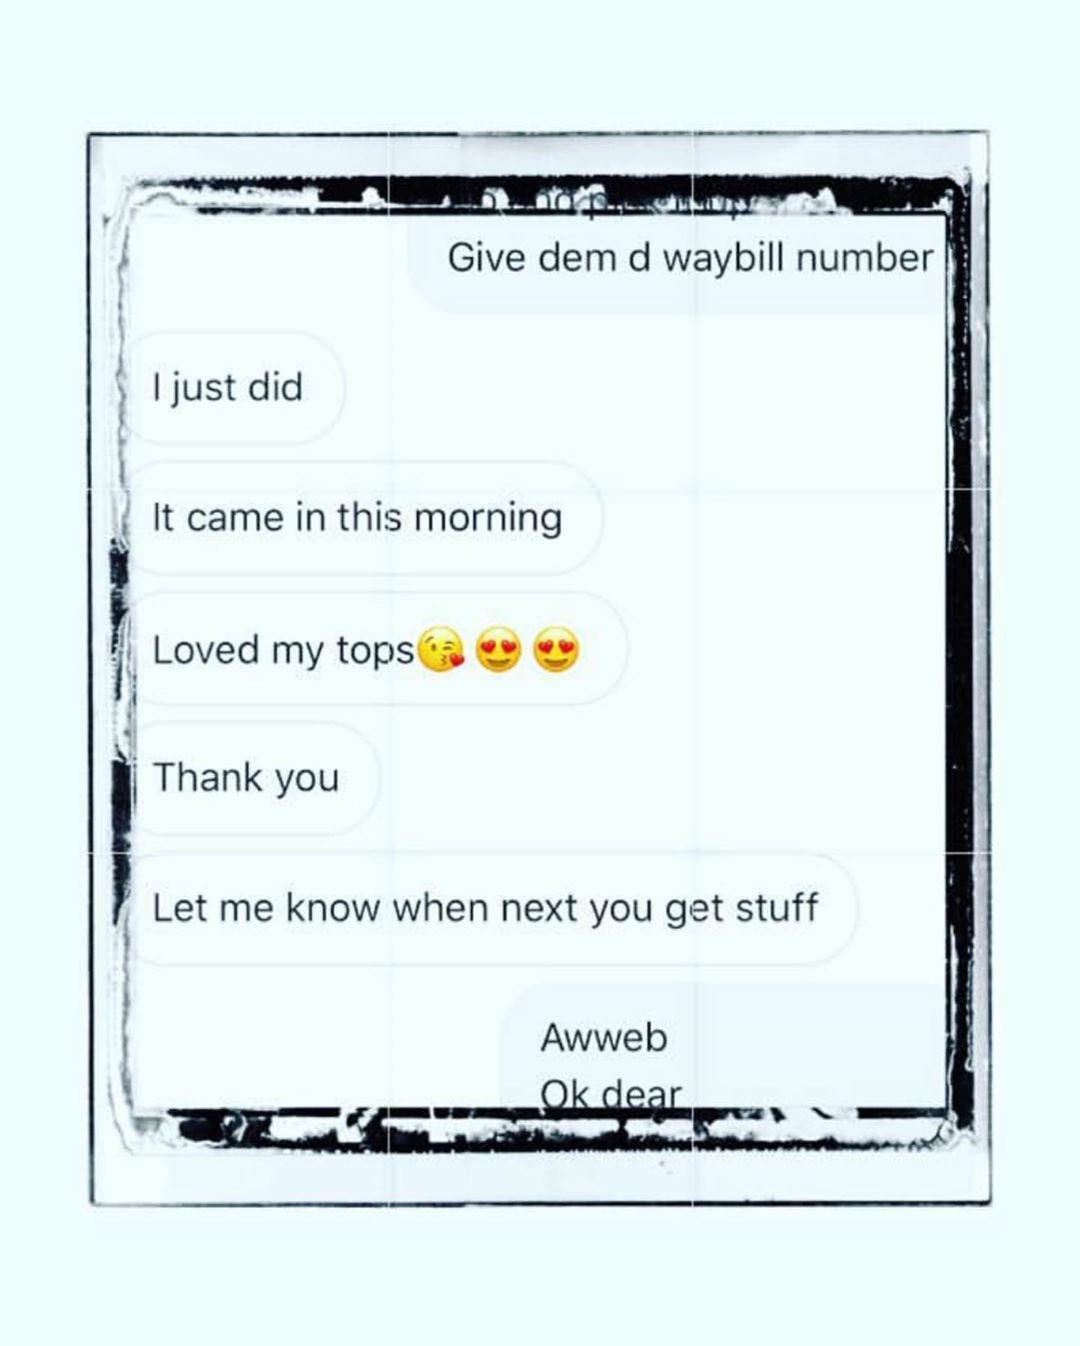 Give dem d waybill number
I just did
It came in this morning
Loved my tops😘😍😍
Thank you
Let me know when next you get stuff
Awweb
Ok dear